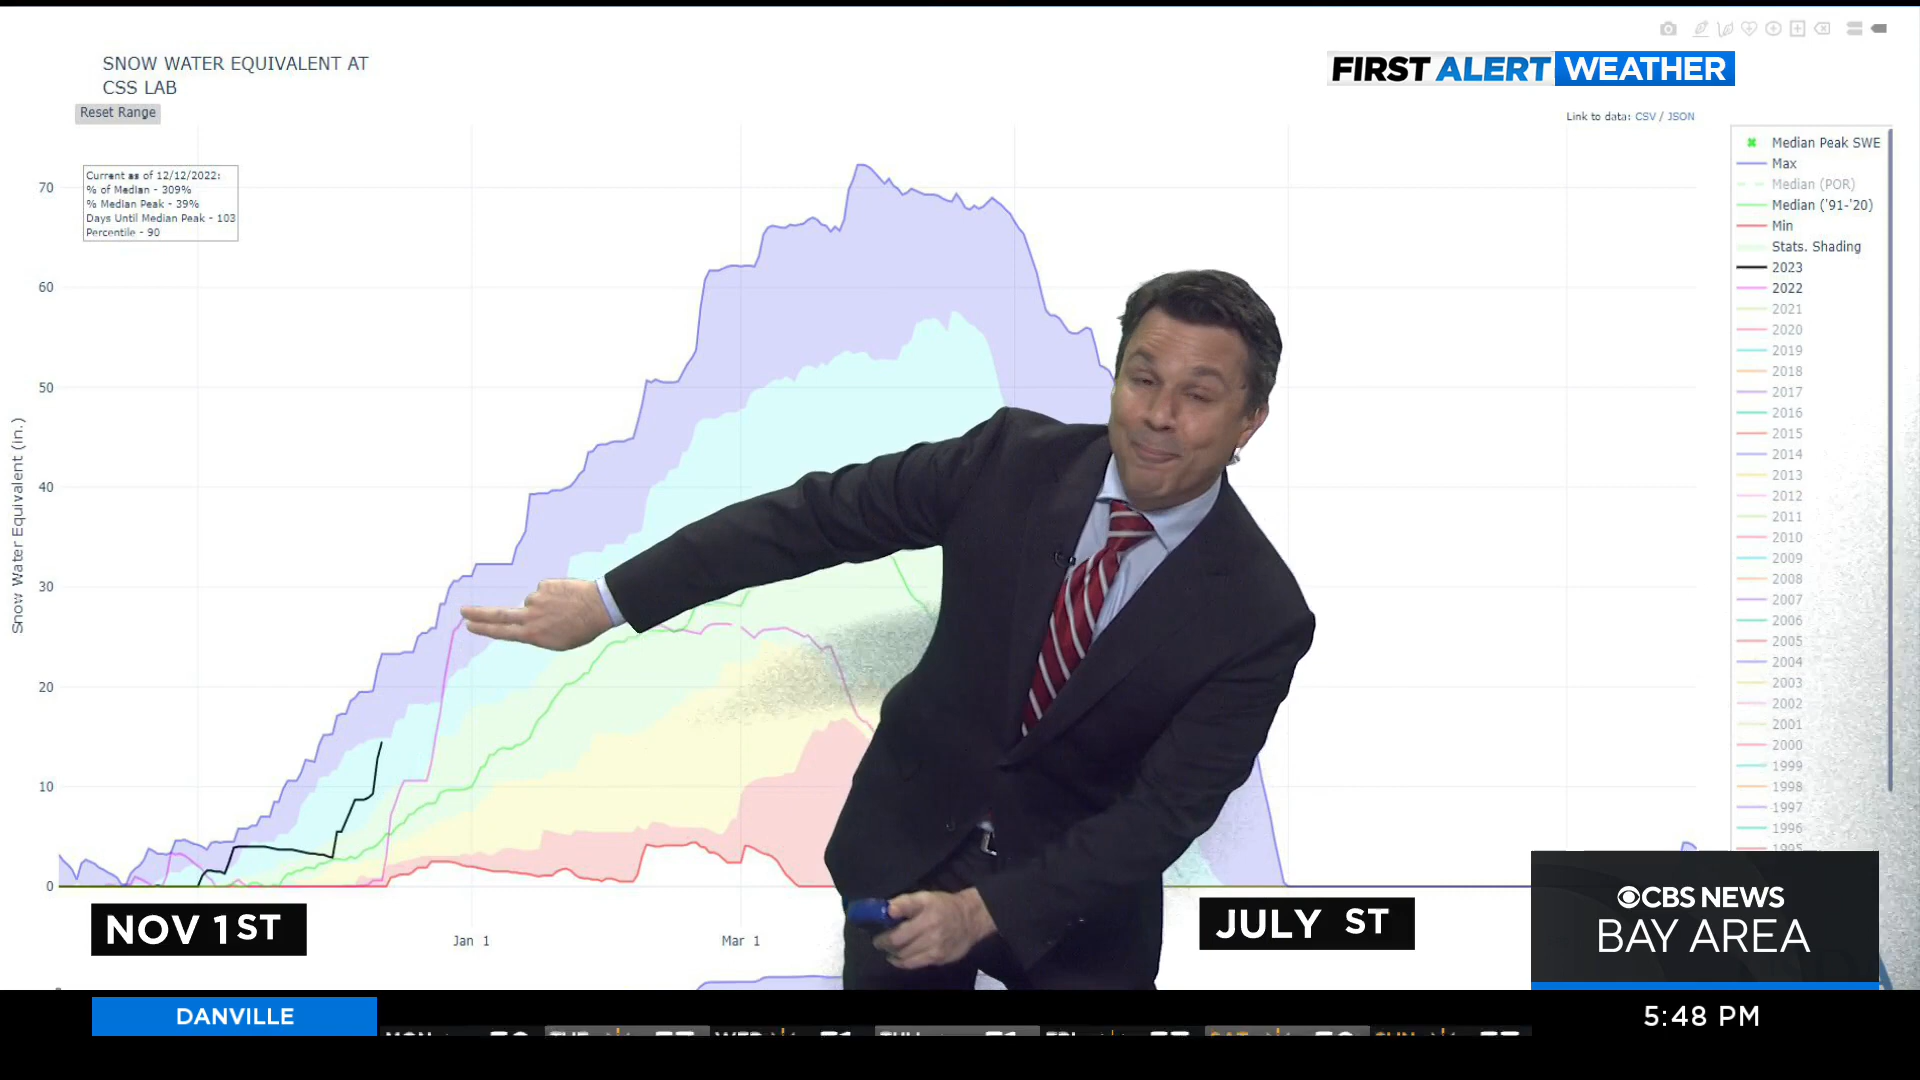 SNOW WATER EQUIVALENT AT
CSS LAB
Reset Range
FIRST ALERT WEATHER
Link to data: CSV / JSON
Current as of 12/12/2022:
% of Median - 309%
% Median Peak - 39%
Days Until Median Peak - 103
Percentile - 90
Snow Water Equivalent (in.)
70
60
50
40
30
20
10
0
Median Peak SWE
Max
Median (POR)
Median ('91-'20)
Min
Stats. Shading
2023
2022
2021
2020
2019
2018
2017
2016
2015
2014
2013
2012
2011
2010
2009
2008
2007
2006
2005
2004
2003
2002
2001
2000
1999
1998
1997
1996
1995
NOV 1ST
Jan 1
Mar 1
JULY ST
CBS NEWS
BAY AREA
DANVILLE
5:48 PM